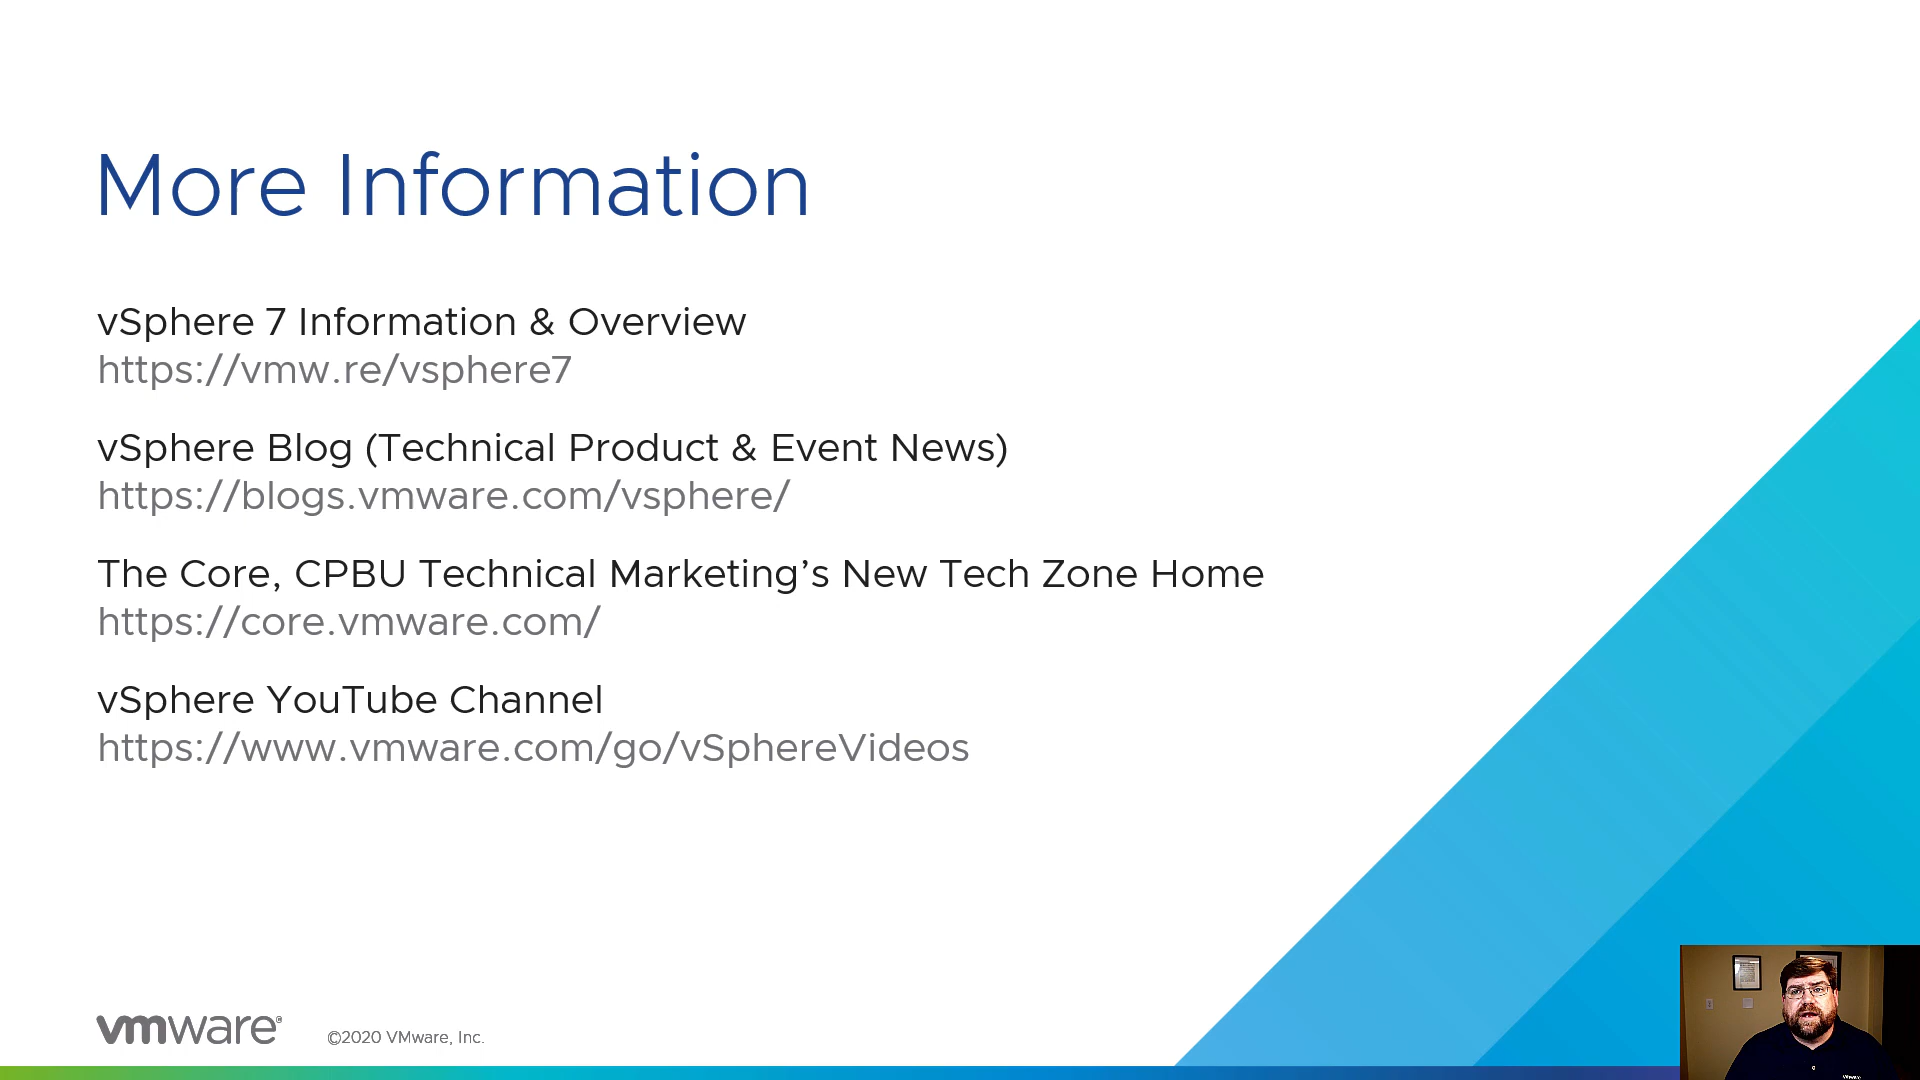 More Information
vSphere 7 Information & Overview
https://vmw.re/vsphere7
vSphere Blog (Technical Product & Event News)
https://blogs.vmware.com/vsphere/
The Core, CPBU Technical Marketing’s New Tech Zone Home
https://core.vmware.com/
vSphere YouTube Channel
https://www.vmware.com/go/vSphereVideos
vmware®
©2020 VMware, Inc.